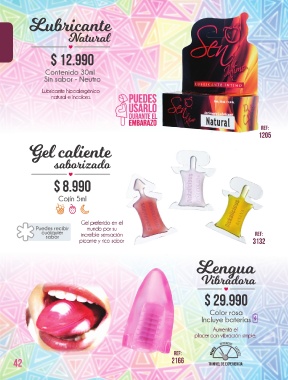 Lubricante
Natural
$ 12.990
Contenido 30ml
Sin sabor - Neutro
Lubricante hipoalergénico
natural e incoloro.
PUEDES
USARLO
DURANTE EL
EMBARAZO
Natural
REF:
1205
Gel caliente
saborizado
$ 8.990
Cojín 5ml
Puedes recibir
cualquier
sabor
Gel preferido en el
mundo por su
increíble sensación
picante y rico sabor
REF:
3132
Lengua
Vibradora
$ 29.990
Color rosa
Incluye baterías
Aumenta el
placer con vibración simple.
REF:
2166
42